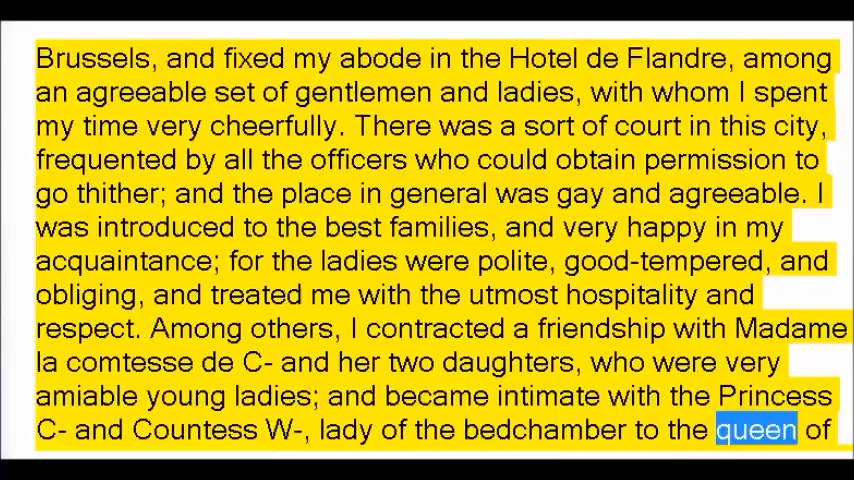 Brussels, and fixed my abode in the Hotel de Flandre, among
an agreeable set of gentlemen and ladies, with whom I spent
my time very cheerfully. There was a sort of court in this city,
frequented by all the officers who could obtain permission to
go thither; and the place in general was gay and agreeable. I
was introduced to the best families, and very happy in my
acquaintance; for the ladies were polite, good-tempered, and
obliging, and treated me with the utmost hospitality and
respect. Among others, I contracted a friendship with Madame
la comtesse de C- and her two daughters, who were very
amiable young ladies; and became intimate with the Princess
C- and Countess W-, lady of the bedchamber to the queen of